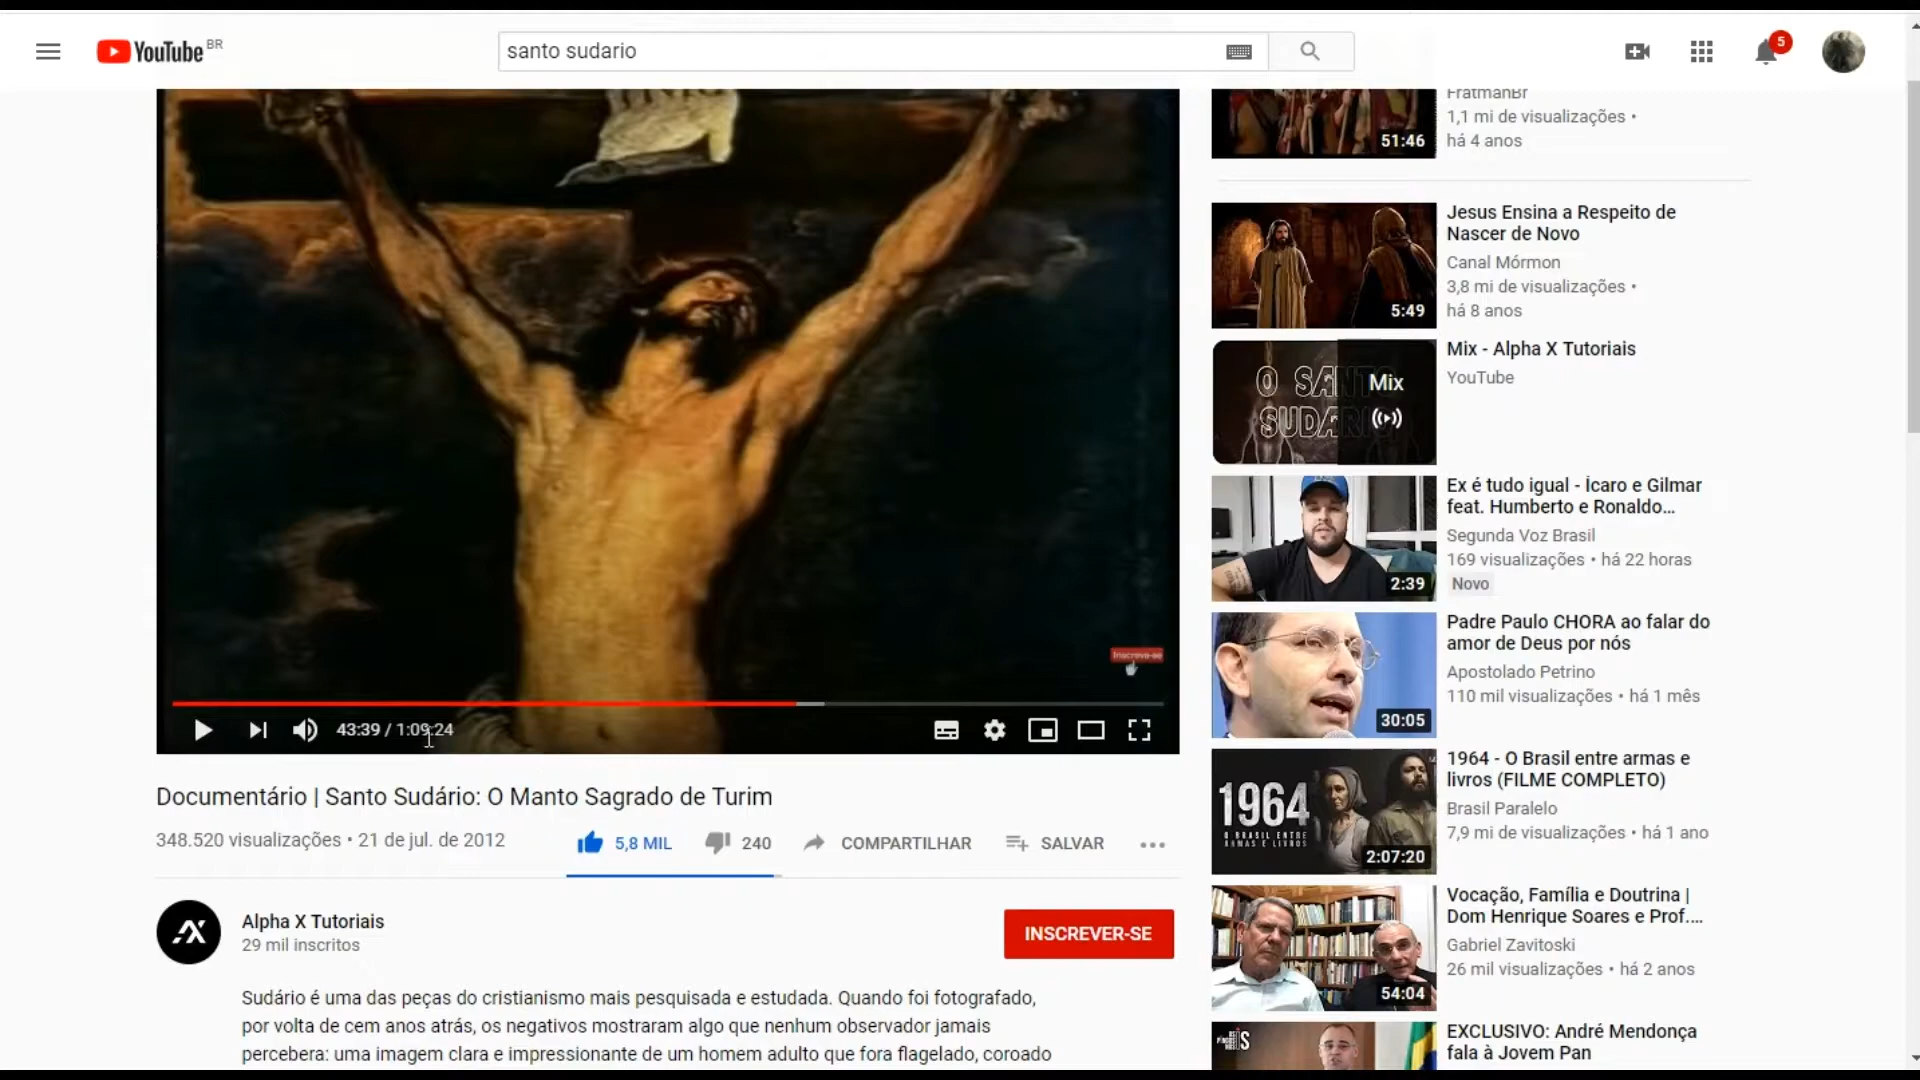 YouTube BR
santo sudario
5
Inscreva-se
43:39 / 1:09:24
Documentário | Santo Sudário: O Manto Sagrado de Turim
348.520 visualizações • 21 de jul. de 2012
5,8 MIL
240
COMPARTILHAR
SALVAR
Alpha X Tutoriais
29 mil inscritos
INSCREVER-SE
Sudário é uma das peças do cristianismo mais pesquisada e estudada. Quando foi fotografado,
por volta de cem anos atrás, os negativos mostraram algo que nenhum observador jamais
percebera: uma imagem clara e impressionante de um homem adulto que fora flagelado, coroado
51:46
FratmanBr
1,1 mi de visualizações •
há 4 anos
5:49
Jesus Ensina a Respeito de
Nascer de Novo
Canal Mórmon
3,8 mi de visualizações •
há 8 anos
O SANTO
SUDÁRIO
Mix
Mix - Alpha X Tutoriais
YouTube
2:39
Ex é tudo igual - Ícaro e Gilmar
feat. Humberto e Ronaldo...
Segunda Voz Brasil
169 visualizações • há 22 horas
Novo
30:05
Padre Paulo CHORA ao falar do
amor de Deus por nós
Apostolado Petrino
110 mil visualizações • há 1 mês
1964
O BRASIL ENTRE
ARMAS E LIVROS
2:07:20
1964 - O Brasil entre armas e
livros (FILME COMPLETO)
Brasil Paralelo
7,9 mi de visualizações • há 1 ano
54:04
Vocação, Família e Doutrina |
Dom Henrique Soares e Prof....
Gabriel Zavitoski
26 mil visualizações • há 2 anos
EXCLUSIVO: André Mendonça
fala à Jovem Pan